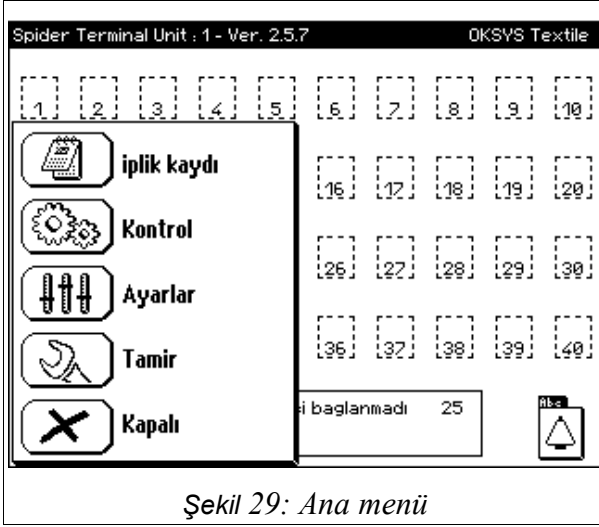 Spider Terminal Unit : 1 - Ver. 2.5.7 OKSYS Textile
1 2 3 4 5 6 7 8 9 10
iplik kaydı
16 17 18 19 20
Kontrol
26 27 28 29 30
Ayarlar
36 37 38 39 40
Tamir
i baglanmadı 25
Abc
Kapalı
Şekil 29: Ana menü